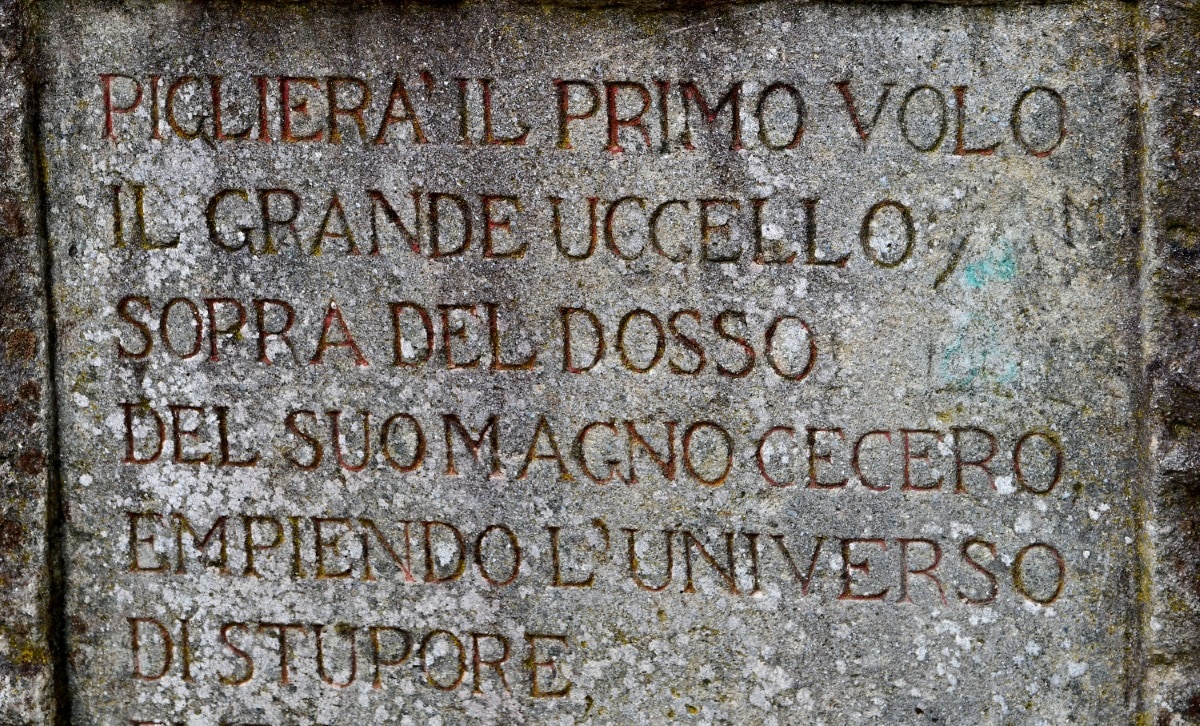 PIGLIERA' IL PRIMO VOLO
IL GRANDE UCCELLO
SOPRA DEL DOSSO
DEL SUO MAGNO CECERO,
EMPIENDO L'UNIVERSO
DI STUPORE,